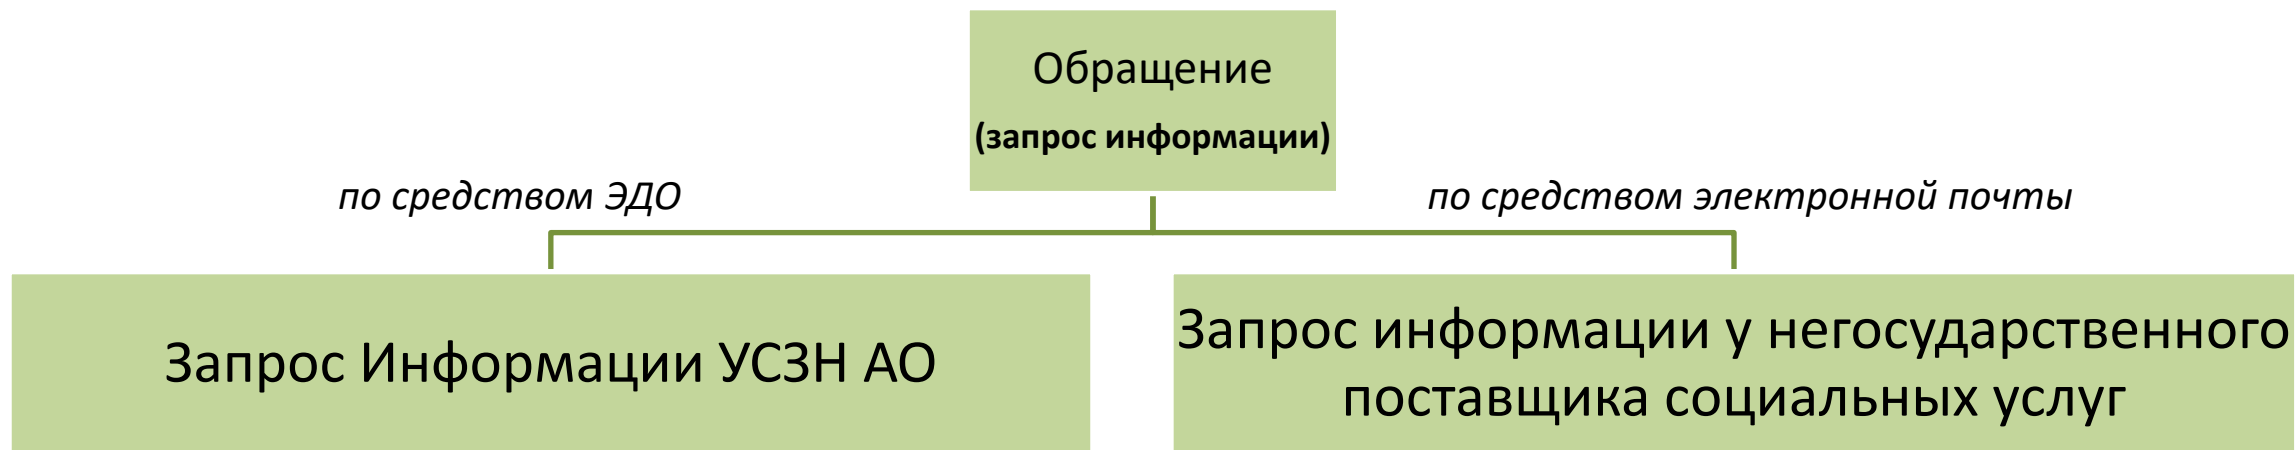 Обращение
(запрос информации)
по средством ЭДО
по средством электронной почты
Запрос Информации УСЗН АО
Запрос информации у негосударственного
поставщика социальных услуг